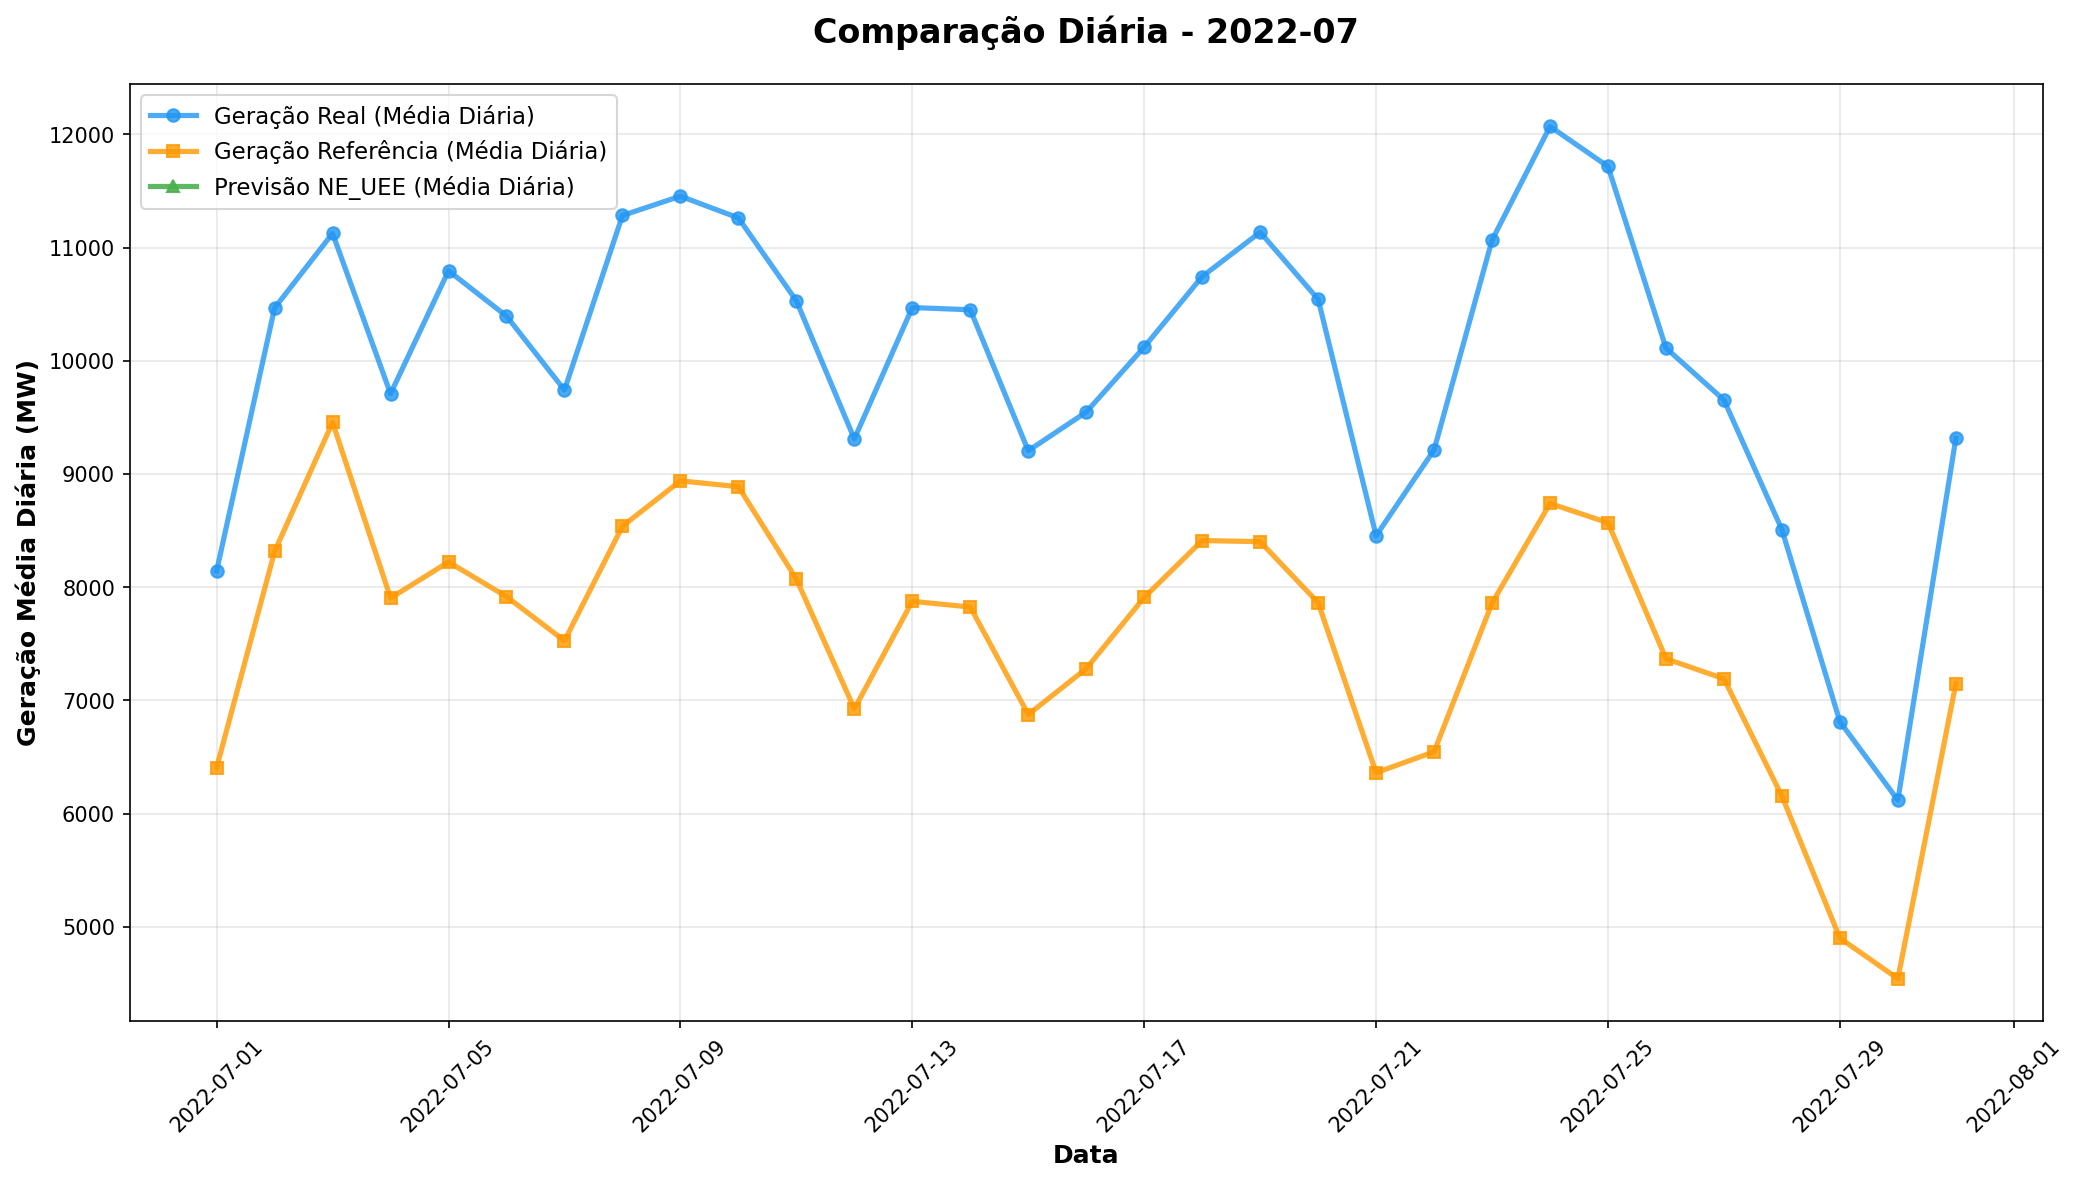 Comparação Diária - 2022-07
Geração Real (Média Diária)
Geração Referência (Média Diária)
Previsão NE_UEE (Média Diária)
Geração Média Diária (MW)
12000
11000
10000
9000
8000
7000
6000
5000
2022-07-01
2022-07-05
2022-07-09
2022-07-13
2022-07-17
2022-07-21
2022-07-25
2022-07-29
2022-08-01
Data